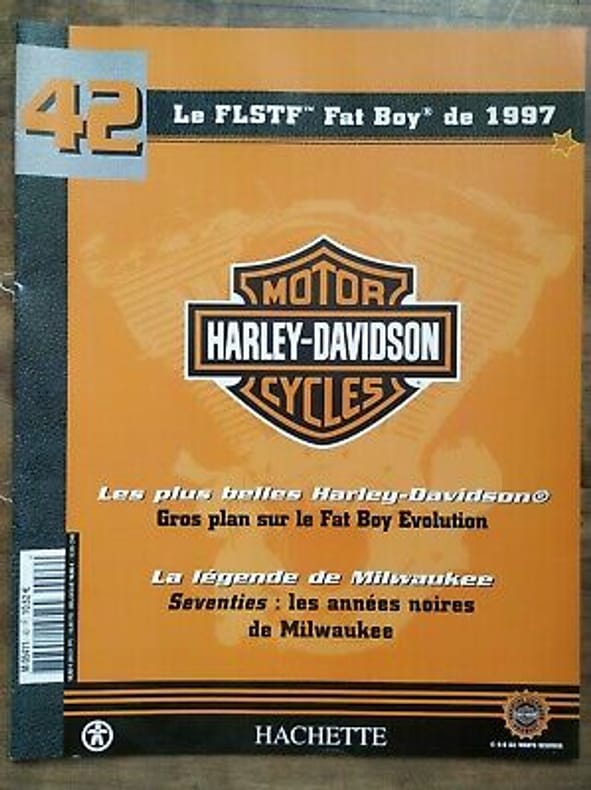 42
Le FLSTF™ Fat Boy® de 1997
MOTOR
HARLEY-DAVIDSON
CYCLES
Les plus belles Harley-Davidson®
Gros plan sur le Fat Boy Evolution
La légende de Milwaukee
Seventies : les années noires
de Milwaukee
HACHETTE